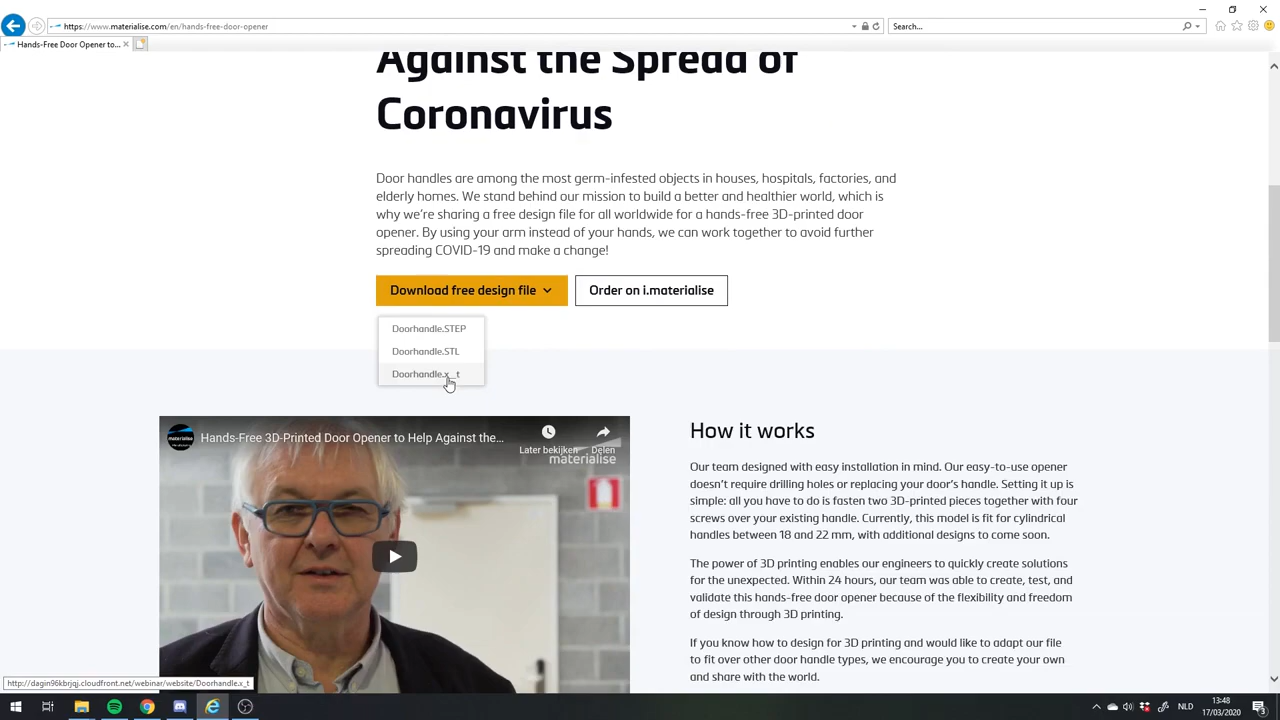 https://www.materialise.com/en/hands-free-door-opener
Search...
Hands-Free Door Opener to...
Against the Spread of
Coronavirus
Door handles are among the most germ-infested objects in houses, hospitals, factories, and
elderly homes. We stand behind our mission to build a better and healthier world, which is
why we're sharing a free design file for all worldwide for a hands-free 3D-printed door
opener. By using your arm instead of your hands, we can work together to avoid further
spreading COVID-19 and make a change!
Download free design file
Order on i.materialise
Doorhandle.STEP
Doorhandle.STL
Doorhandle.x_t
materialise
Hands-Free 3D-Printed Door Opener to Help Against the...
Later bekijken
Delen
materialise
How it works
Our team designed with easy installation in mind. Our easy-to-use opener
doesn't require drilling holes or replacing your door's handle. Setting it up is
simple: all you have to do is fasten two 3D-printed pieces together with four
screws over your existing handle. Currently, this model is fit for cylindrical
handles between 18 and 22 mm, with additional designs to come soon.
The power of 3D printing enables our engineers to quickly create solutions
for the unexpected. Within 24 hours, our team was able to create, test, and
validate this hands-free door opener because of the flexibility and freedom
of design through 3D printing.
If you know how to design for 3D printing and would like to adapt our file
to fit over other door handle types, we encourage you to create your own
and share with the world.
http://dagin96kbrjqj.cloudfront.net/webinar/website/Doorhandle.x_t
NLD
13:48
17/03/2020
3